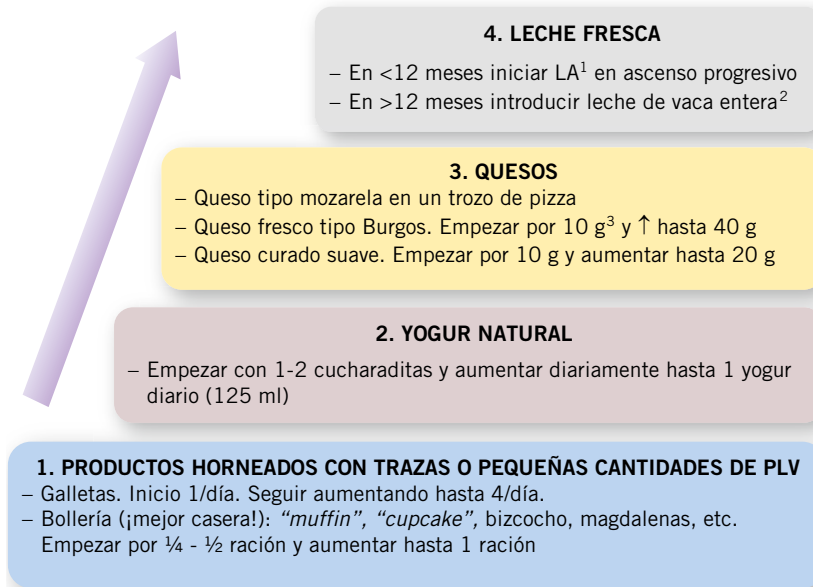 4. LECHE FRESCA
– En <12 meses iniciar LA¹ en ascenso progresivo
– En >12 meses introducir leche de vaca entera²
3. QUESOS
– Queso tipo mozarela en un trozo de pizza
– Queso fresco tipo Burgos. Empezar por 10 g³ y ↑ hasta 40 g
– Queso curado suave. Empezar por 10 g y aumentar hasta 20 g
2. YOGUR NATURAL
– Empezar con 1-2 cucharaditas y aumentar diariamente hasta 1 yogur
diario (125 ml)
1. PRODUCTOS HORNEADOS CON TRAZAS O PEQUEÑAS CANTIDADES DE PLV
– Galletas. Inicio 1/día. Seguir aumentando hasta 4/día.
– Bollería (¡mejor casera!): “muffin”, “cupcake”, bizcocho, magdalenas, etc.
Empezar por ¼ - ½ ración y aumentar hasta 1 ración